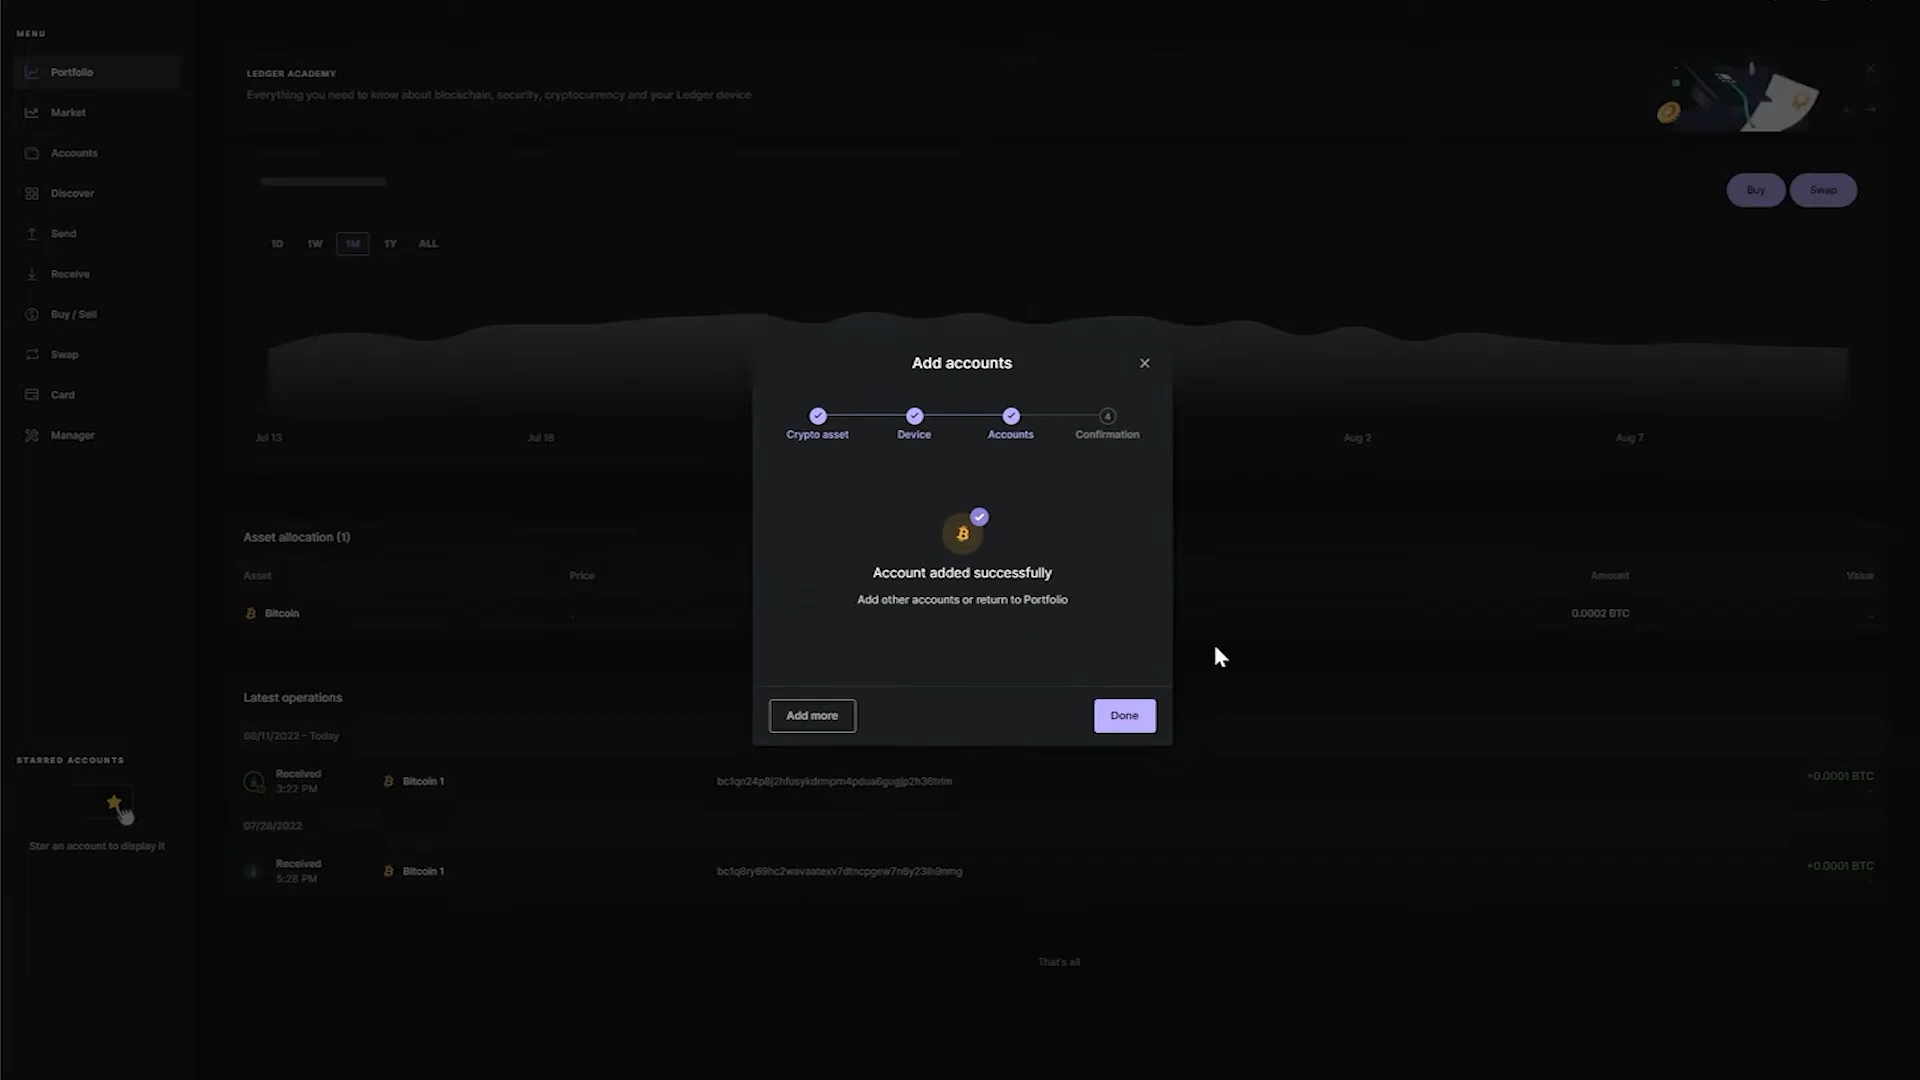 MENU
Portfolio
Market
Accounts
Discover
Send
Receive
Buy / Sell
Swap
Card
Manager
STARRED ACCOUNTS
Star an account to display it
LEDGER ACADEMY
Everything you need to know about blockchain, security, cryptocurrency and your Ledger device
Buy Swap
1D 1W 1M 1Y ALL
Jul 13 Jul 18 Aug 2 Aug 7
Add accounts
4
Crypto asset Device Accounts Confirmation
Account added successfully
Add other accounts or return to Portfolio
Add more Done
Asset allocation (1)
Asset Price Amount Value
Bitcoin 0.0002 BTC
Latest operations
08/11/2022 – Today
Received
3:22 PM
Bitcoin 1
+0.0001 BTC
07/28/2022
Received
5:28 PM
Bitcoin 1
+0.0001 BTC
That's all